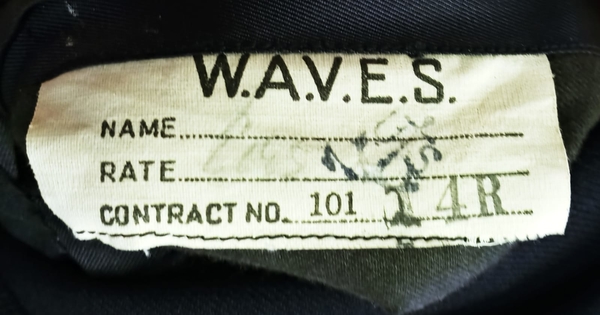 W.A.V.E.S.
NAME
RATE
CONTRACT NO. 101 14R